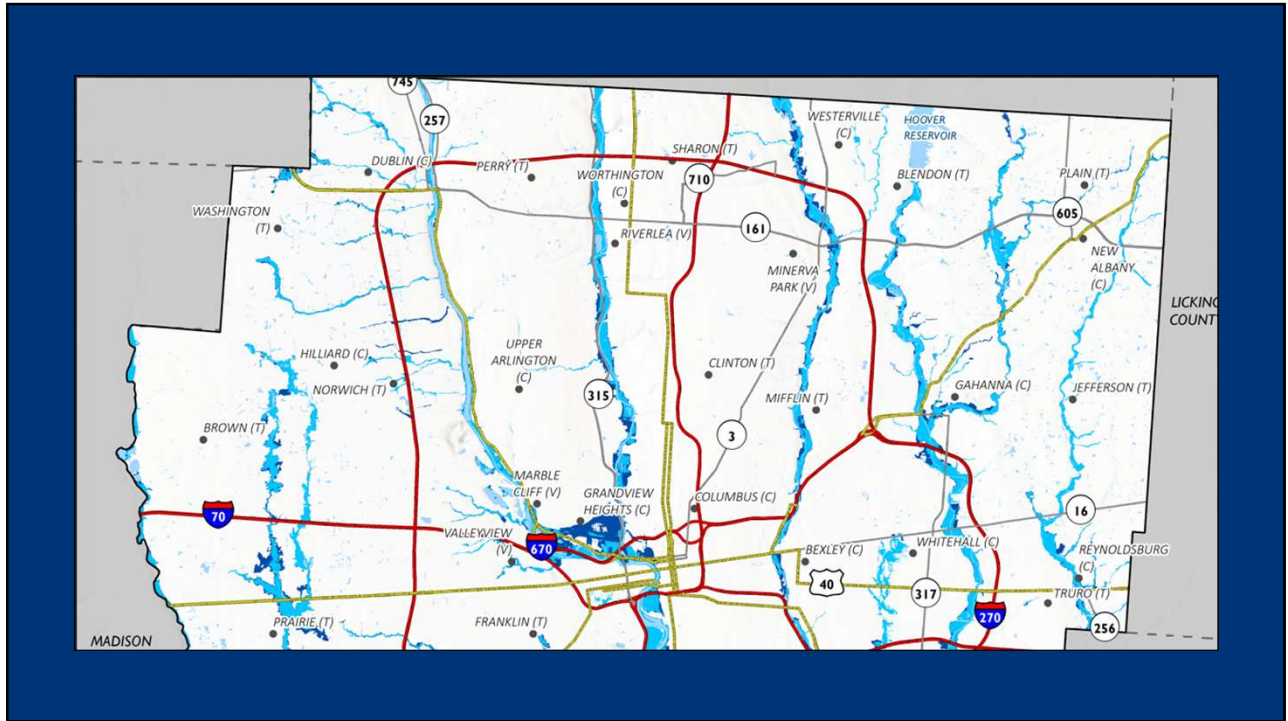 745
257
WESTERVILLE
(C)
HOOVER
RESERVOIR
DUBLIN (C)
PERRY (T)
SHARON (T)
WORTHINGTON
(C)
710
BLENDON (T)
PLAIN (T)
WASHINGTON
(T)
605
161
RIVERLEA (V)
MINERVA
PARK (V)
NEW
ALBANY
(C)
LICKING
COUNT
HILLIARD (C)
UPPER
ARLINGTON
(C)
NORWICH (T)
CLINTON (T)
315
MIFFLIN (T)
GAHANNA (C)
JEFFERSON (T)
BROWN (T)
3
MARBLE
CLIFF (V)
GRANDVIEW
HEIGHTS (C)
COLUMBUS (C)
70
16
VALLEYVIEW
(V)
670
BEXLEY (C)
WHITEHALL (C)
REYNOLDSBURG
(C)
40
317
TRURO (T)
270
256
PRAIRIE (T)
FRANKLIN (T)
MADISON